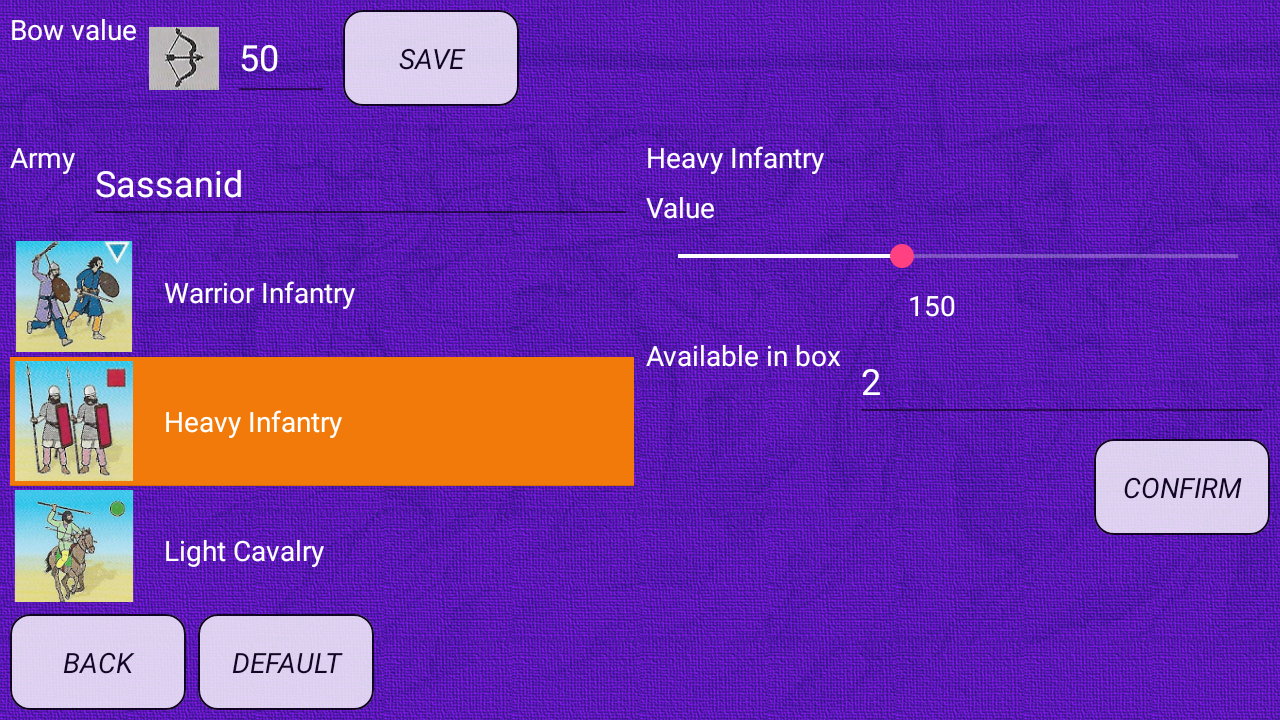 Bow value
50
SAVE
Army
Sassanid
Warrior Infantry
Heavy Infantry
Light Cavalry
Heavy Infantry
Value
150
Available in box
2
CONFIRM
BACK
DEFAULT